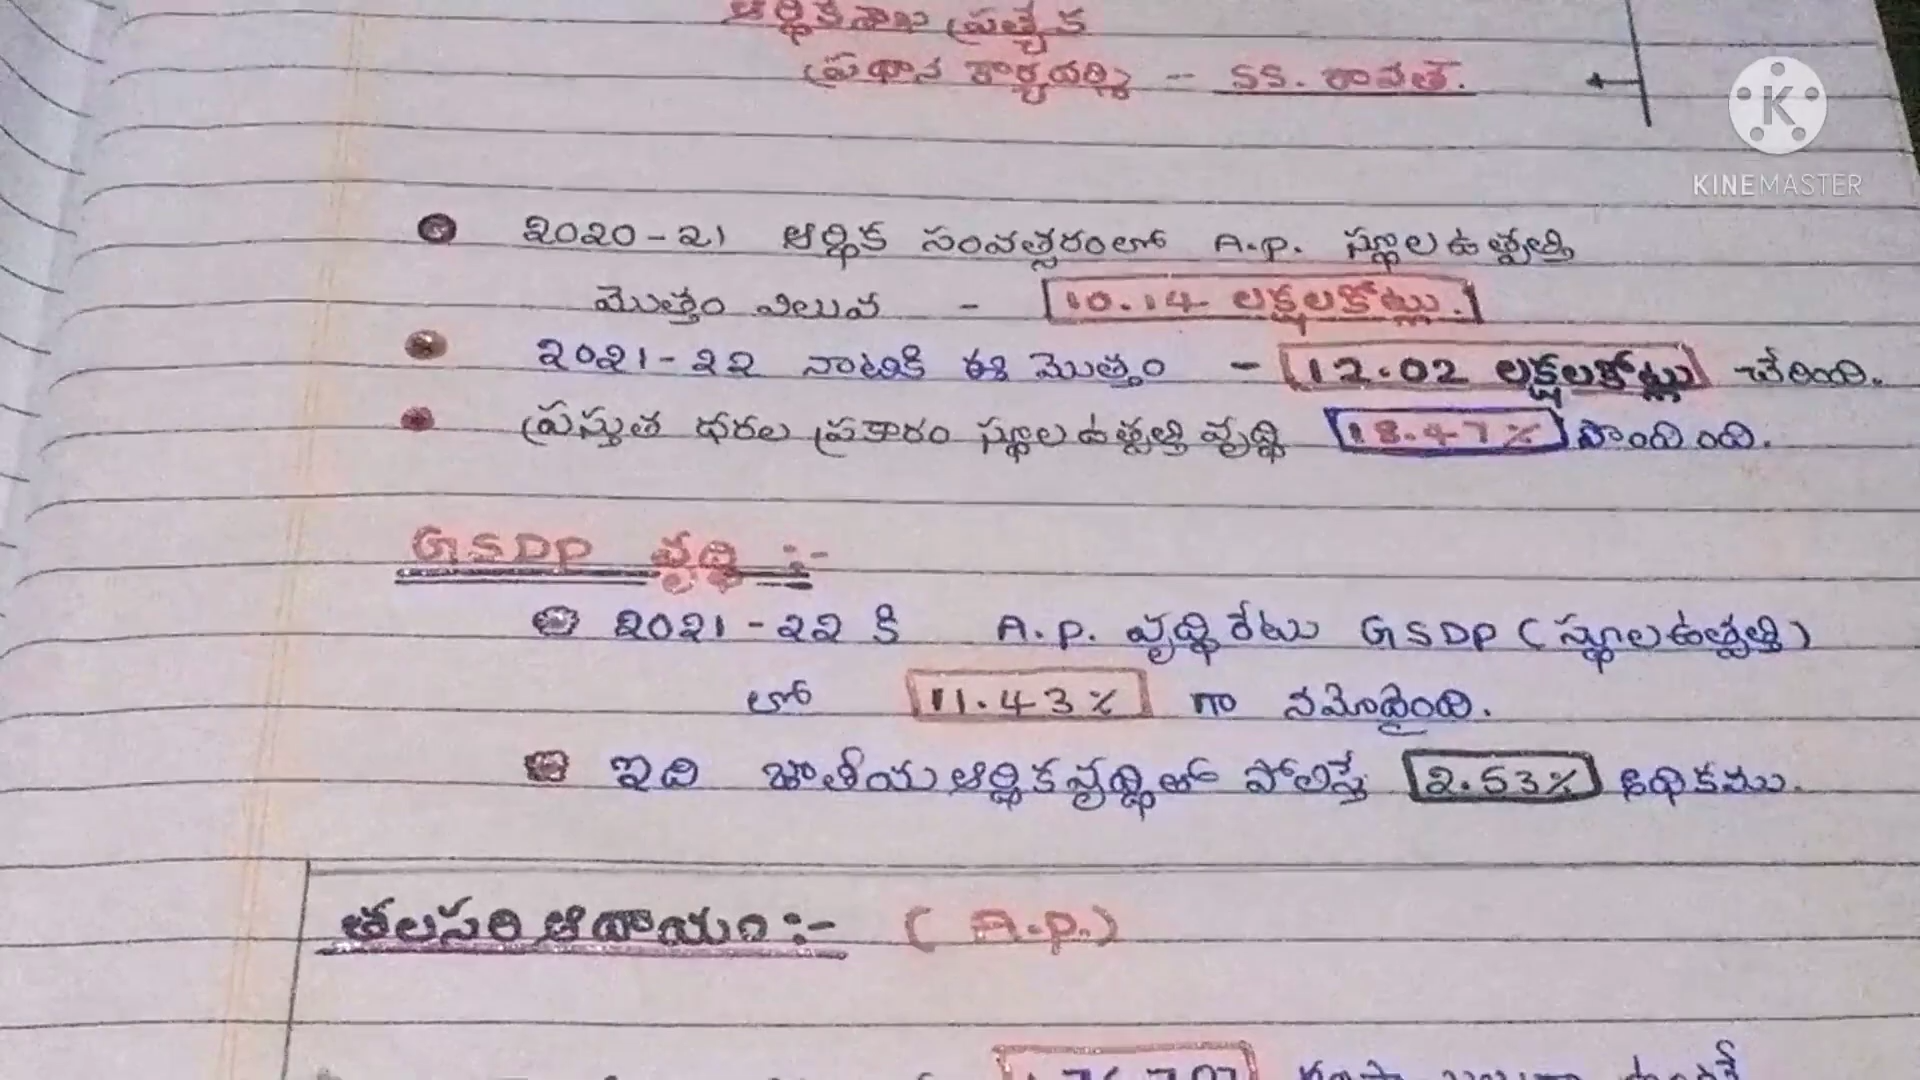 ఆర్థికశాఖ ప్రత్యేక
ప్రధాన కార్యదర్శి - SS. రావత్.
KINEMASTER
2020-21 ఆర్థిక సంవత్సరంలో A.P. స్థూల ఉత్పత్తి
మొత్తం విలువ - 10.14 లక్షలకోట్లు.
2021-22 నాటికి ఈ మొత్తం - 12.02 లక్షలకోట్లు చేరింది.
ప్రస్తుత ధరల ప్రకారం స్థూల ఉత్పత్తి వృద్ధి 18.47% పొందింది.
GSDP వృద్ధి :-
2021-22 కి A.P. వృద్ధిరేటు GSDP (స్థూల ఉత్పత్తి)
లో 11.43% గా నమోదైంది.
ఇది జాతీయ ఆర్థిక వృద్ధితో పోలిస్తే 2.53% అధికము.
తలసరి ఆదాయం :- (A.P.)